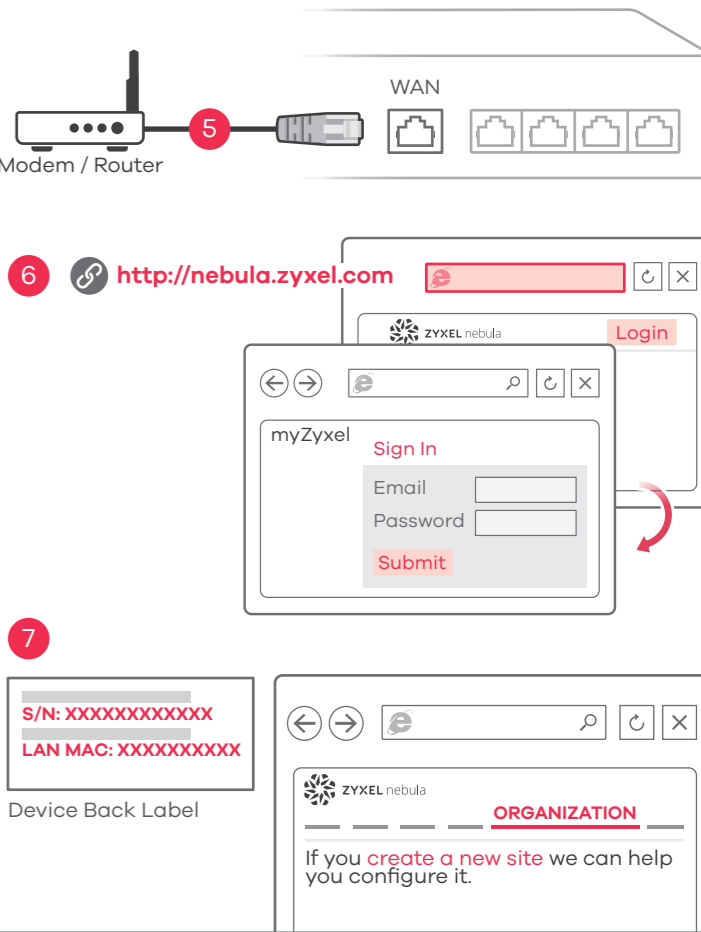 WAN
5
Modem / Router
6
http://nebula.zyxel.com
ZYXEL nebula
Login
myZyxel
Sign In
Email
Password
Submit
7
S/N: XXXXXXXXXXXX
LAN MAC: XXXXXXXXXX
Device Back Label
ZYXEL nebula
ORGANIZATION
If you create a new site we can help
you configure it.